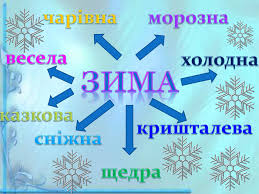 чарівна
морозна
весела
холодна
ЗИМА
казкова
кришталева
сніжна
щедра